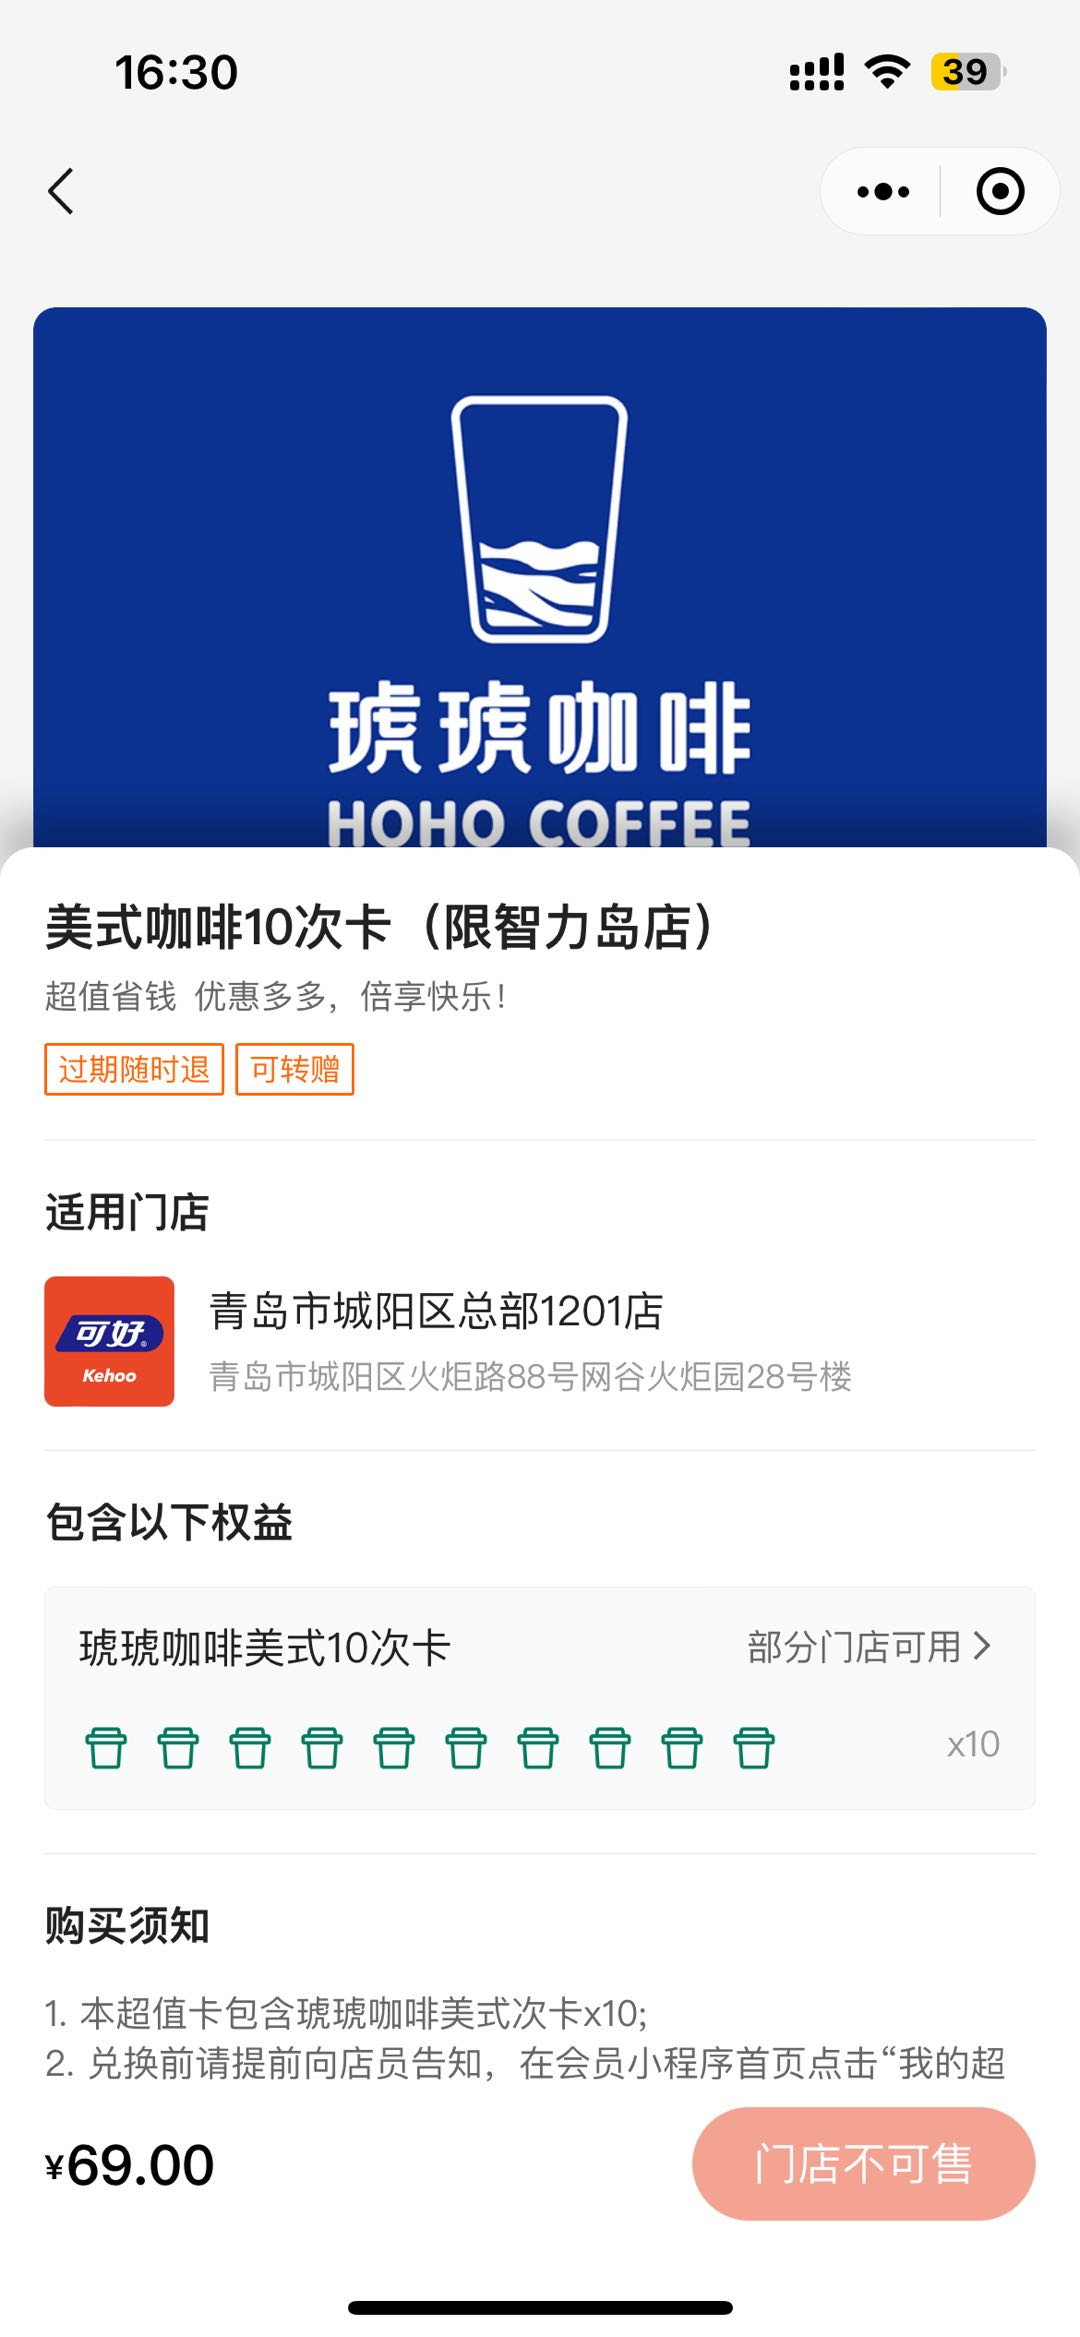 16:30
39
琥琥咖啡
HOHO COFFEE
美式咖啡10次卡（限智力岛店）
超值省钱 优惠多多，倍享快乐！
过期随时退 可转赠
适用门店
可好®
Kehoo
青岛市城阳区总部1201店
青岛市城阳区火炬路88号网谷火炬园28号楼
包含以下权益
琥琥咖啡美式10次卡 部分门店可用
x10
购买须知
1. 本超值卡包含琥琥咖啡美式次卡x10;
2. 兑换前请提前向店员告知，在会员小程序首页点击“我的超
¥69.00 门店不可售